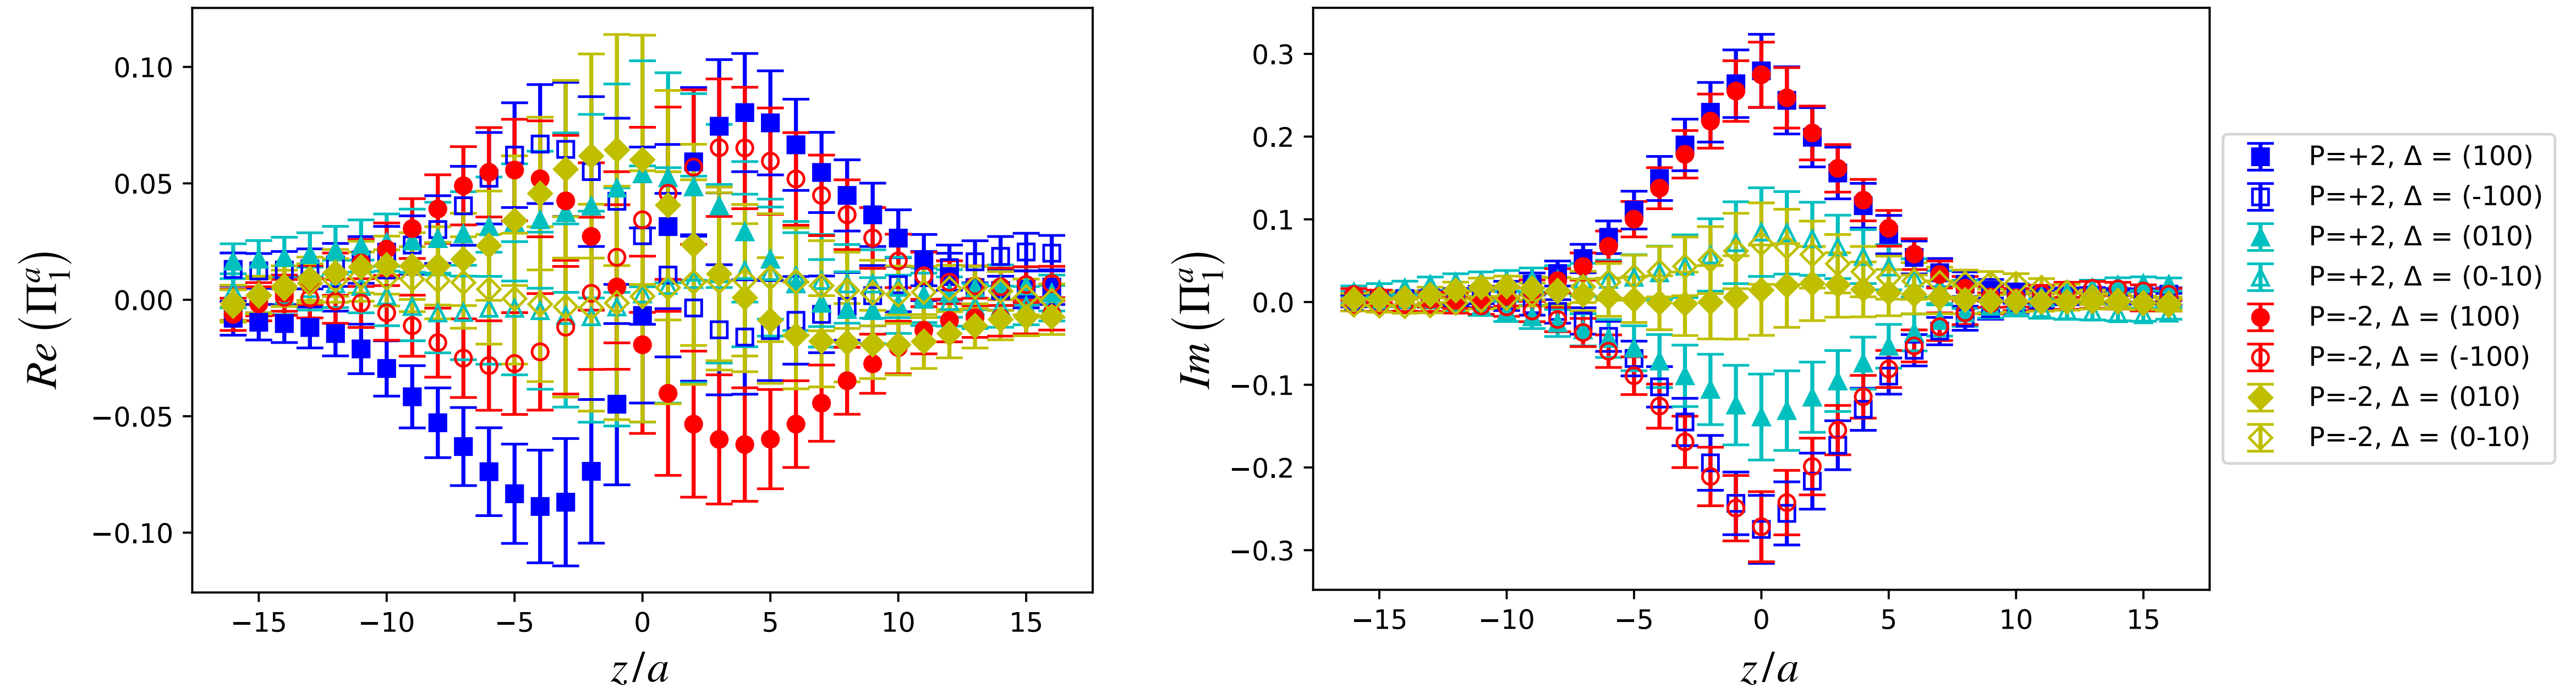 0.10
0.05
0.00
−0.05
−0.10
Re (Π₁ᵃ)
−15 −10 −5 0 5 10 15
z/a
0.3
0.2
0.1
0.0
−0.1
−0.2
−0.3
Im (Π₁ᵃ)
−15 −10 −5 0 5 10 15
z/a
P=+2, Δ = (100)
P=+2, Δ = (-100)
P=+2, Δ = (010)
P=+2, Δ = (0-10)
P=-2, Δ = (100)
P=-2, Δ = (-100)
P=-2, Δ = (010)
P=-2, Δ = (0-10)